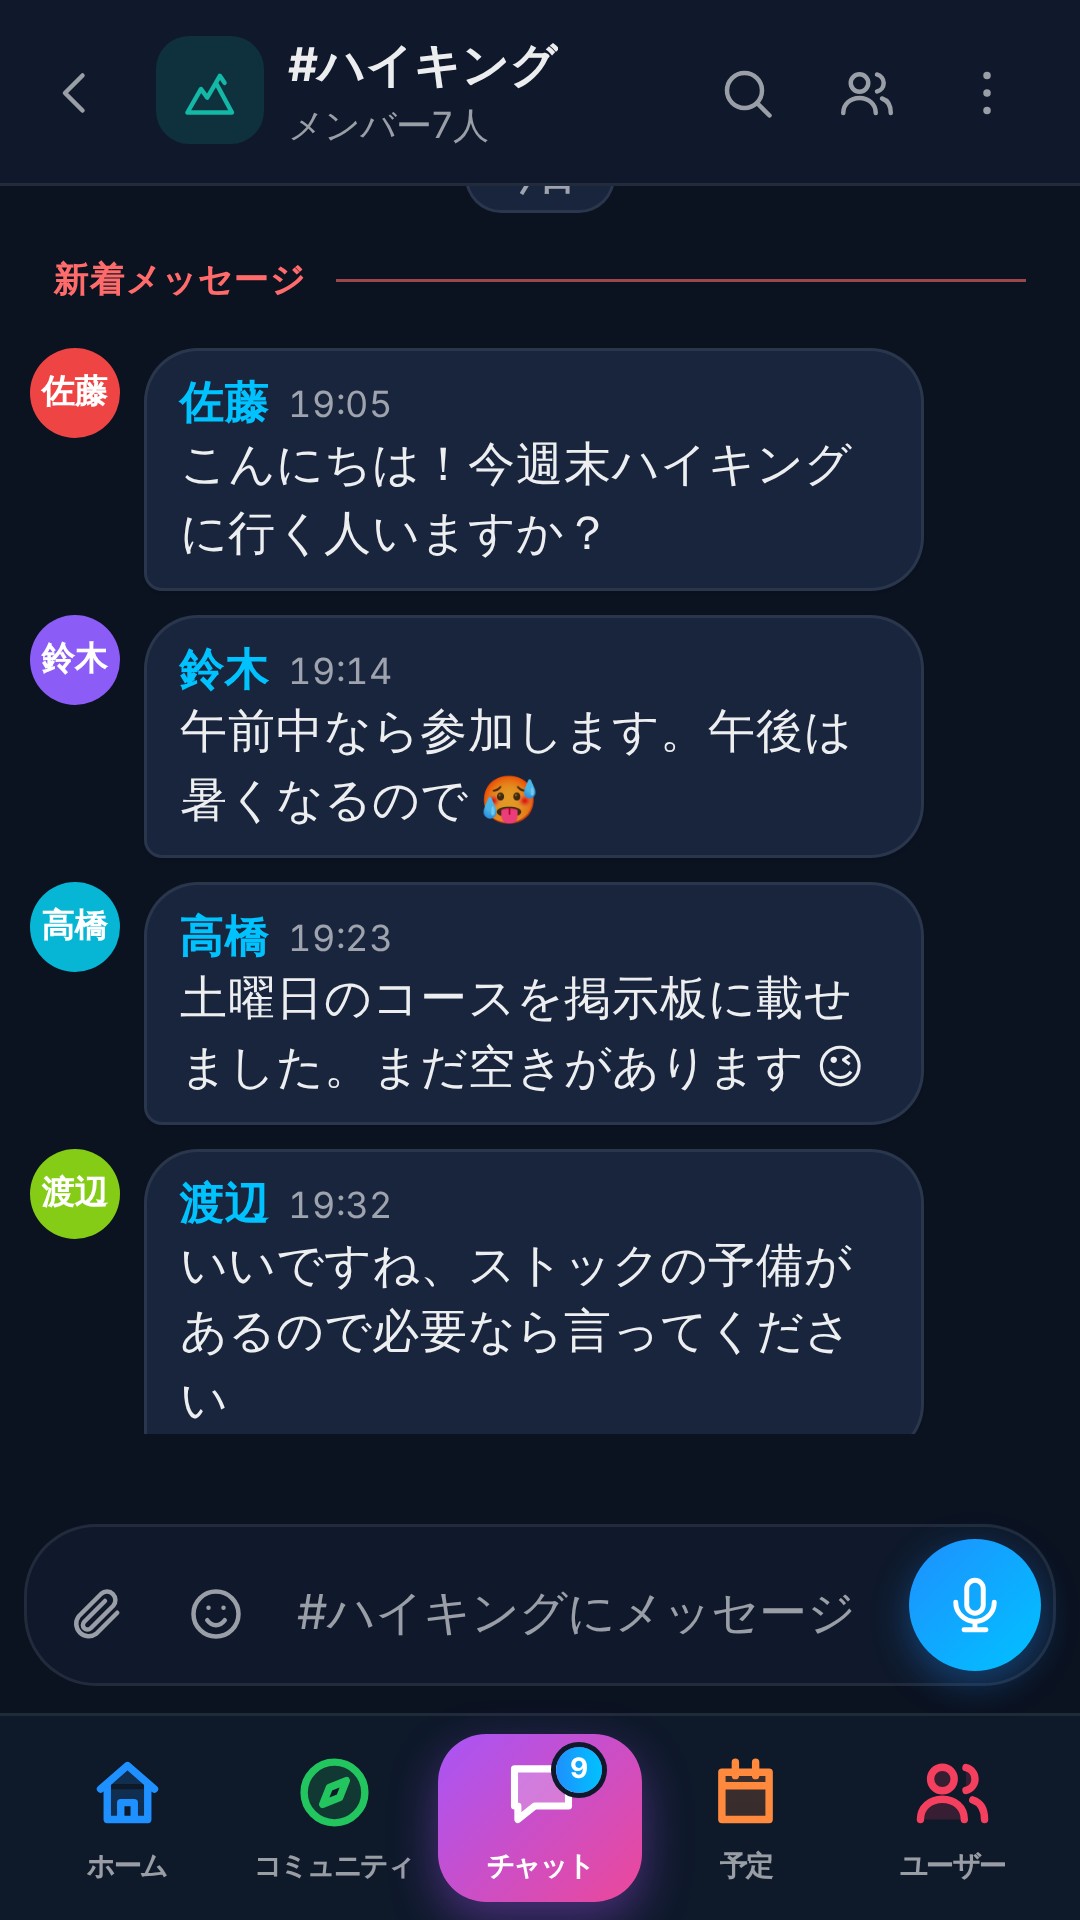 #ハイキング
メンバー7人
新着メッセージ
佐藤
佐藤 19:05
こんにちは！今週末ハイキング
に行く人いますか？
鈴木
鈴木 19:14
午前中なら参加します。午後は
暑くなるので 🥵
高橋
高橋 19:23
土曜日のコースを掲示板に載せ
ました。まだ空きがあります 😉
渡辺
渡辺 19:32
いいですね、ストックの予備が
あるので必要なら言ってくださ
い
#ハイキングにメッセージ
9
ホーム
コミュニティ
チャット
予定
ユーザー